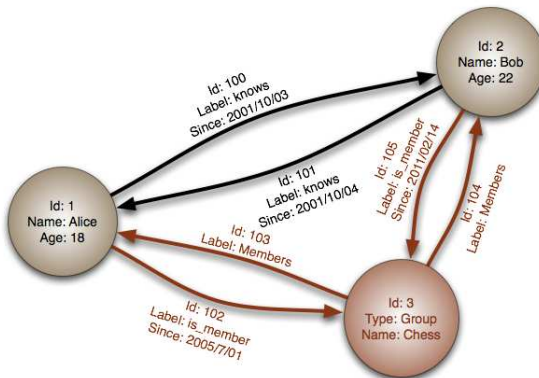 Id: 2
Name: Bob
Age: 22
Id: 100
Label: knows
Since: 2001/10/03
Id: 101
Label: knows
Since: 2001/10/04
Id: 105
Label: is_member
Since: 2011/02/14
Id: 104
Label: Members
Id: 1
Name: Alice
Age: 18
Id: 103
Label: Members
Id: 102
Label: is_member
Since: 2005/7/01
Id: 3
Type: Group
Name: Chess